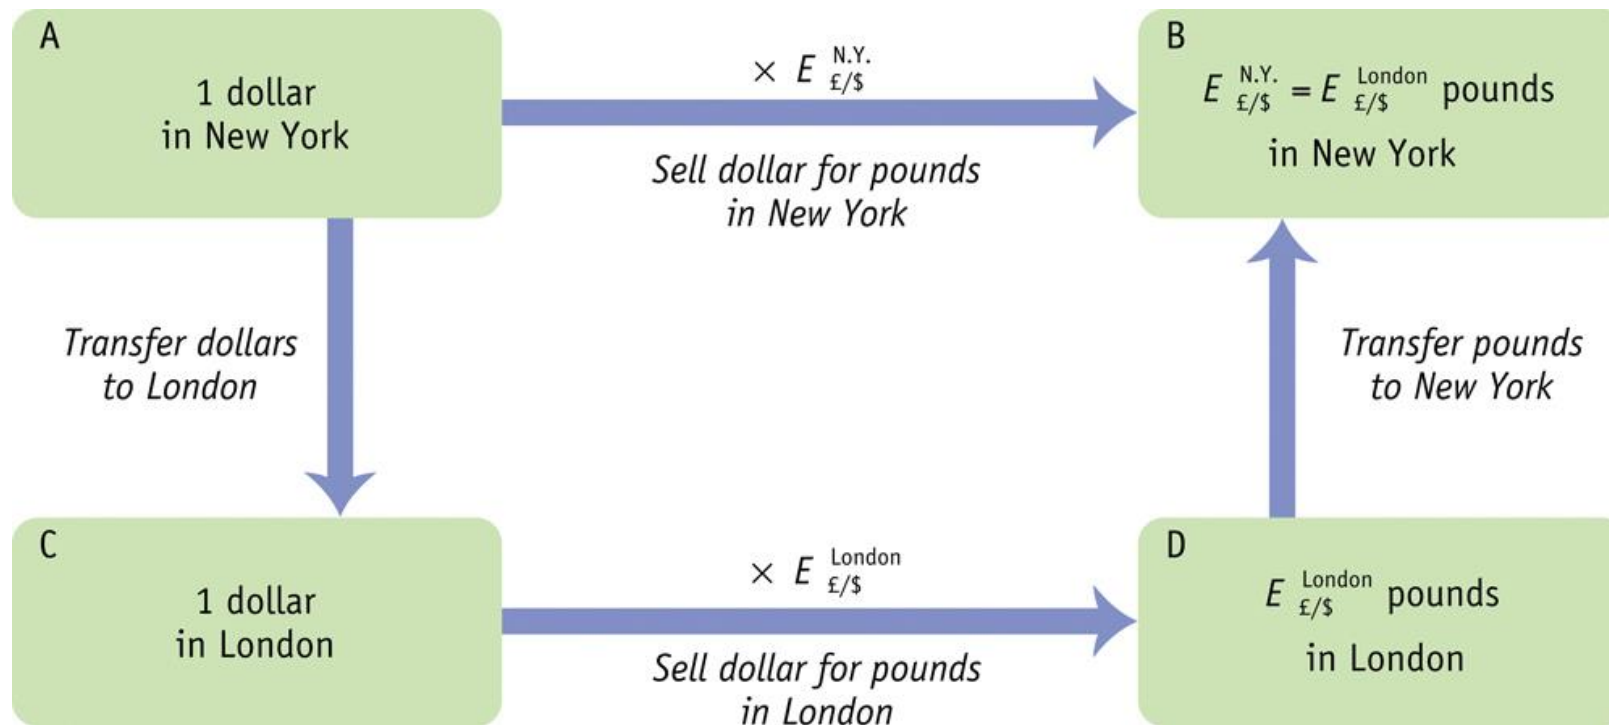 A
1 dollar
in New York
× E N.Y. £/$
Sell dollar for pounds
in New York
B
E N.Y. £/$ = E London £/$ pounds
in New York
Transfer dollars
to London
Transfer pounds
to New York
C
1 dollar
in London
× E London £/$
Sell dollar for pounds
in London
D
E London £/$ pounds
in London